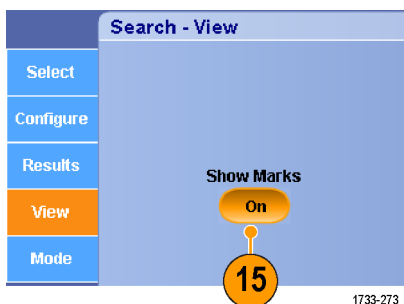 Search - View
Select
Configure
Results
View
Mode
Show Marks
On
15
1733-273